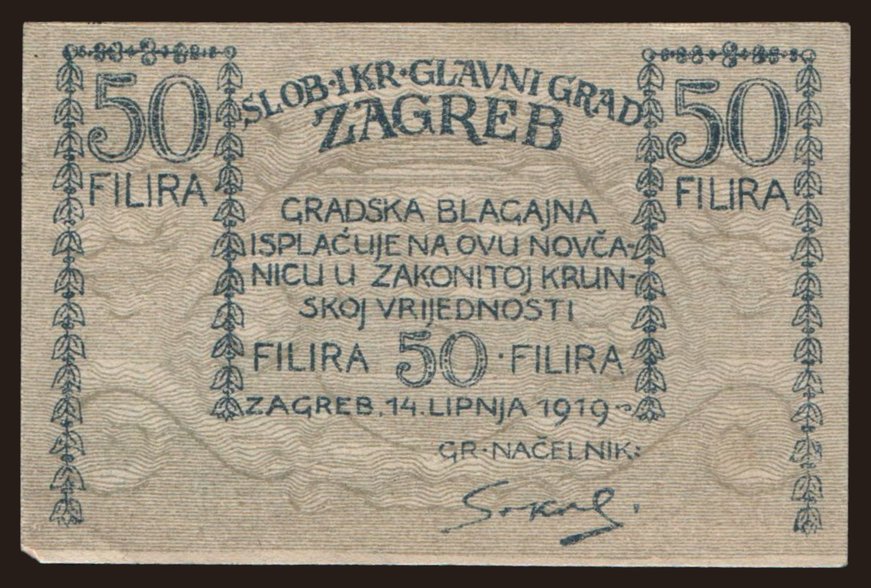 50
FILIRA
SLOB·IKR·GLAVNI GRAD
ZAGREB
50
FILIRA
GRADSKA BLAGAJNA
ISPLAĆUJE NA OVU NOVČA-
NICU U ZAKONITOJ KRUN-
SKOJ VRIJEDNOSTI
FILIRA 50·FILIRA
ZAGREB.14.LIPNJA 1919
GR·NAČELNIK: